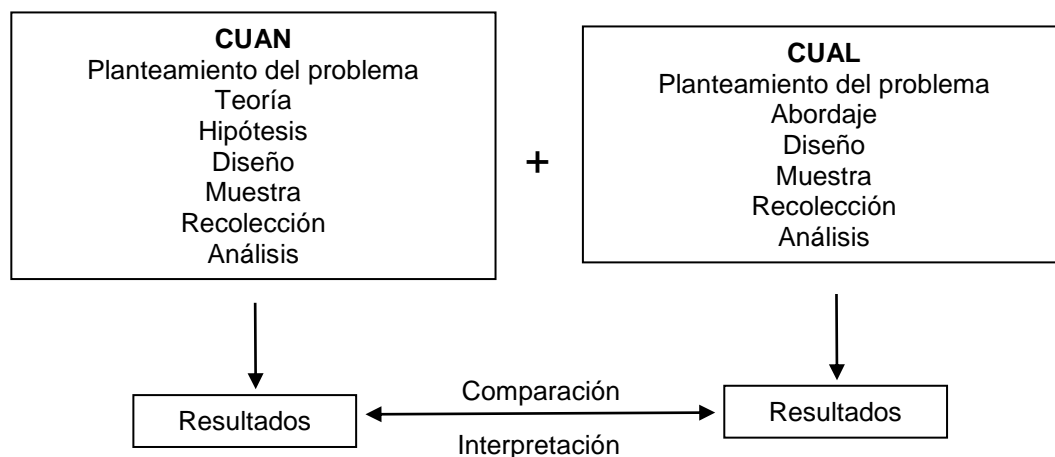 CUAN
Planteamiento del problema
Teoría
Hipótesis
Diseño
Muestra
Recolección
Análisis
+
CUAL
Planteamiento del problema
Abordaje
Diseño
Muestra
Recolección
Análisis
Resultados
Comparación
Interpretación
Resultados